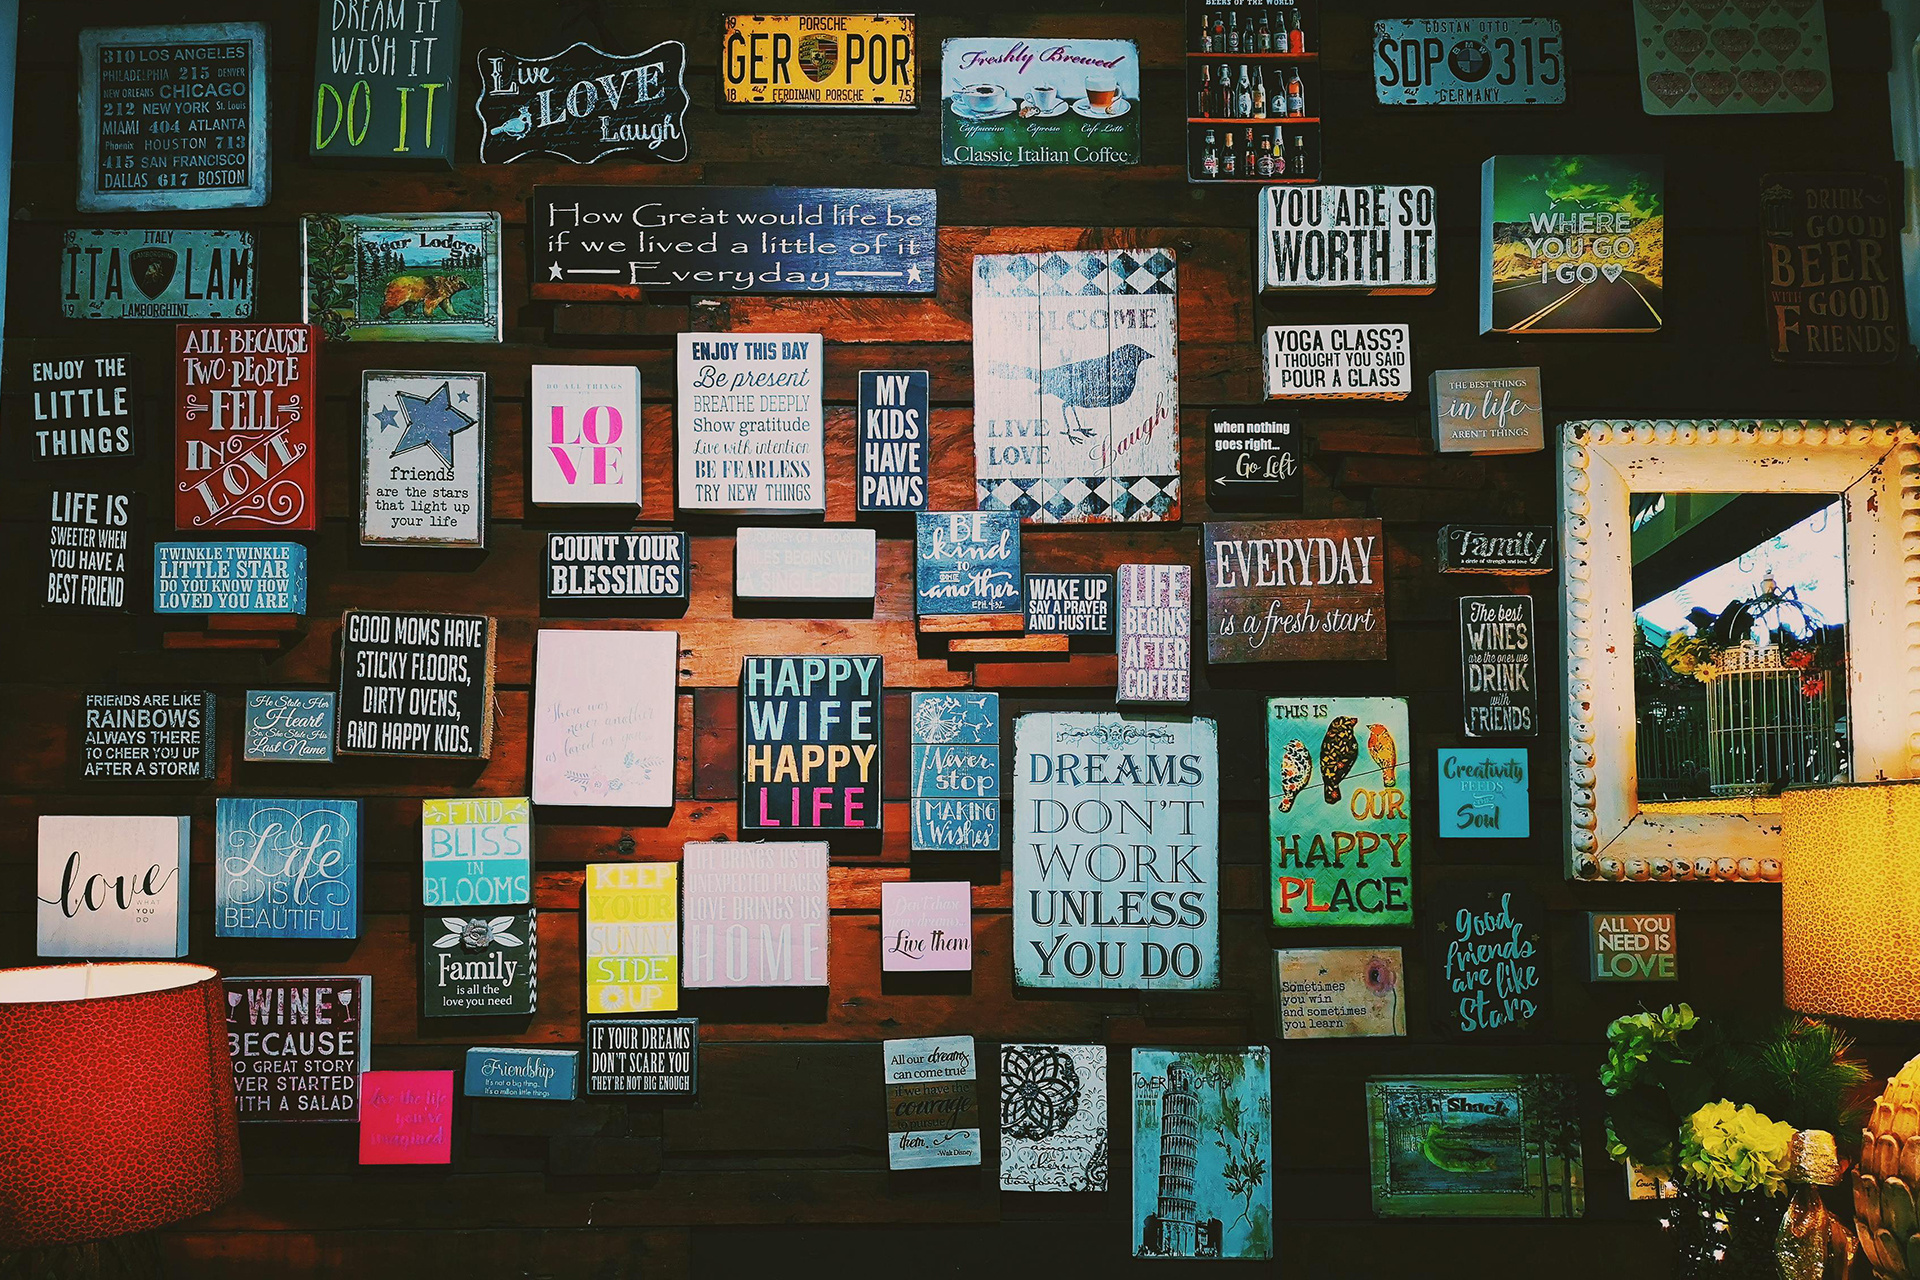 310 LOS ANGELES
PHILADELPHIA 215 DENVER
NEW ORLEANS CHICAGO
212 NEW YORK St. Louis
MIAMI 404 ATLANTA
Phoenix HOUSTON 713
415 SAN FRANCISCO
DALLAS 617 BOSTON
DREAM IT
WISH IT
DO IT
Live
LOVE
Laugh
PORSCHE
GER POR
FERDINAND PORSCHE
Freshly Brewed
Cappuccino Espresso Cafe Latte
Classic Italian Coffee
BEERS OF THE WORLD
GUSTAN OTTO
SDP 315
GERMANY
ITALY
ITA LAM
LAMBORGHINI
Bear Lodge
How Great would life be
if we lived a little of it
Everyday
YOU ARE SO
WORTH IT
WHERE
YOU GO
I GO
DRINK
GOOD
BEER
WITH GOOD
FRIENDS
ENJOY THE
LITTLE
THINGS
ALL·BECAUSE
TWO·PEOPLE
FELL
IN
LOVE
friends
are the stars
that light up
your life
DO ALL THINGS
LO
VE
ENJOY THIS DAY
Be present
BREATHE DEEPLY
Show gratitude
Live with intention
BE FEARLESS
TRY NEW THINGS
MY
KIDS
HAVE
PAWS
WELCOME
LIVE
LOVE
Laugh
YOGA CLASS?
I THOUGHT YOU SAID
POUR A GLASS
THE BEST THINGS
in life
AREN'T THINGS
when nothing
goes right...
Go Left
LIFE IS
SWEETER WHEN
YOU HAVE A
BEST FRIEND
TWINKLE TWINKLE
LITTLE STAR
DO YOU KNOW HOW
LOVED YOU ARE
COUNT YOUR
BLESSINGS
BE
kind
TO
one
another
EPH. 4:32
WAKE UP
SAY A PRAYER
AND HUSTLE
LIFE
BEGINS
AFTER
COFFEE
EVERYDAY
is a fresh start
Family
a circle of strength and love
The best
WINES
are the ones we
DRINK
with
FRIENDS
FRIENDS ARE LIKE
RAINBOWS
ALWAYS THERE
TO CHEER YOU UP
AFTER A STORM
He Stole Her
Heart
So, She Stole His
Last Name
GOOD MOMS HAVE
STICKY FLOORS,
DIRTY OVENS,
AND HAPPY KIDS.
There was
never another
as loved as you
HAPPY
WIFE
HAPPY
LIFE
Never
stop
MAKING
Wishes
DREAMS
DON'T
WORK
UNLESS
YOU DO
THIS IS
OUR
HAPPY
PLACE
Creativity
FEEDS
THE
Soul
love
WHAT
YOU
DO
Life
IS
BEAUTIFUL
FIND
BLISS
IN
BLOOMS
Family
is all the
love you need
KEEP
YOUR
SUNNY
SIDE
UP
LIFE BRINGS US TO
UNEXPECTED PLACES
LOVE BRINGS US
HOME
Live them
Sometimes
you win
and sometimes
you learn
Good
friends
are like
Stars
ALL YOU
NEED IS
LOVE
WINE
BECAUSE
O GREAT STORY
VER STARTED
ITH A SALAD
Live the life
you've
imagined
Friendship
It's not a big thing...
It's a million little things
IF YOUR DREAMS
DON'T SCARE YOU
THEY'RE NOT BIG ENOUGH
All our dreams
can come true
if we have the
courage
to pursue
them.
-Walt Disney
TOWER OF
Fish Shack